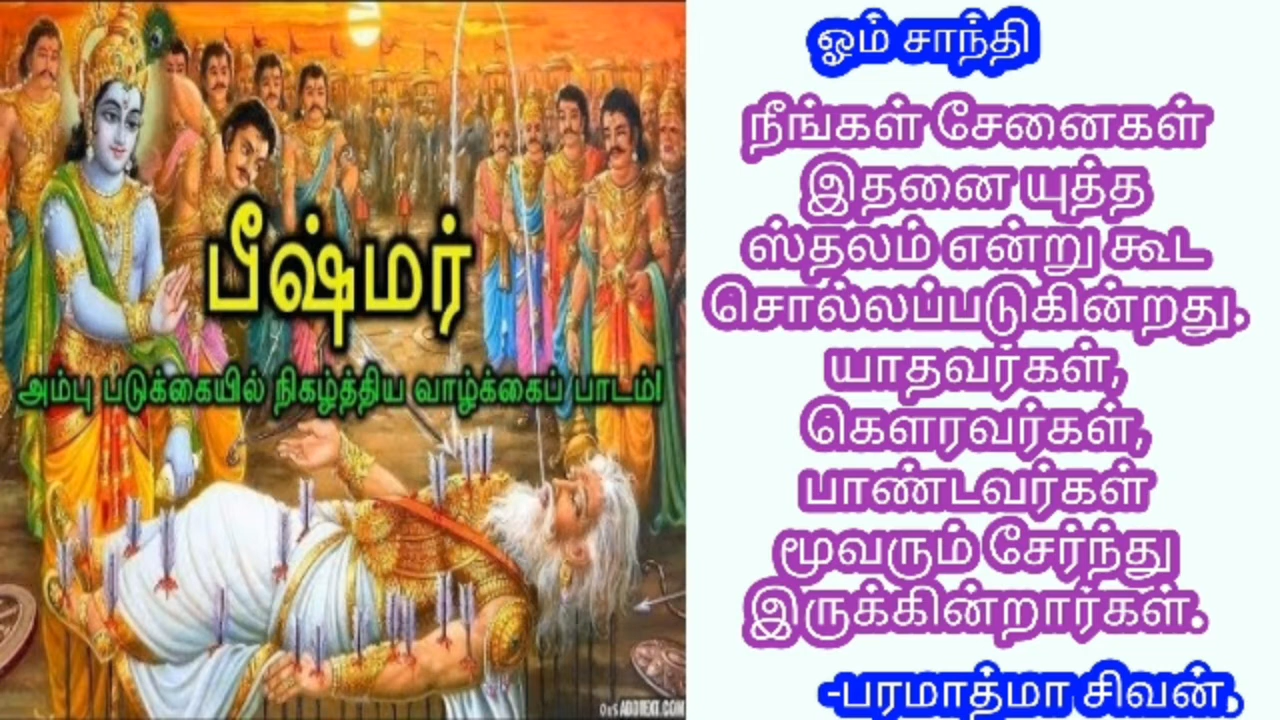 பீஷ்மர்
அம்பு படுக்கையில் நிகழ்த்திய வாழ்க்கைப் பாடம்!
ஓம் சாந்தி
நீங்கள் சேனைகள்
இதனை யுத்த
ஸ்தலம் என்று கூட
சொல்லப்படுகின்றது.
யாதவர்கள்,
கௌரவர்கள்,
பாண்டவர்கள்
மூவரும் சேர்ந்து
இருக்கின்றார்கள்.
-பரமாத்மா சிவன்,